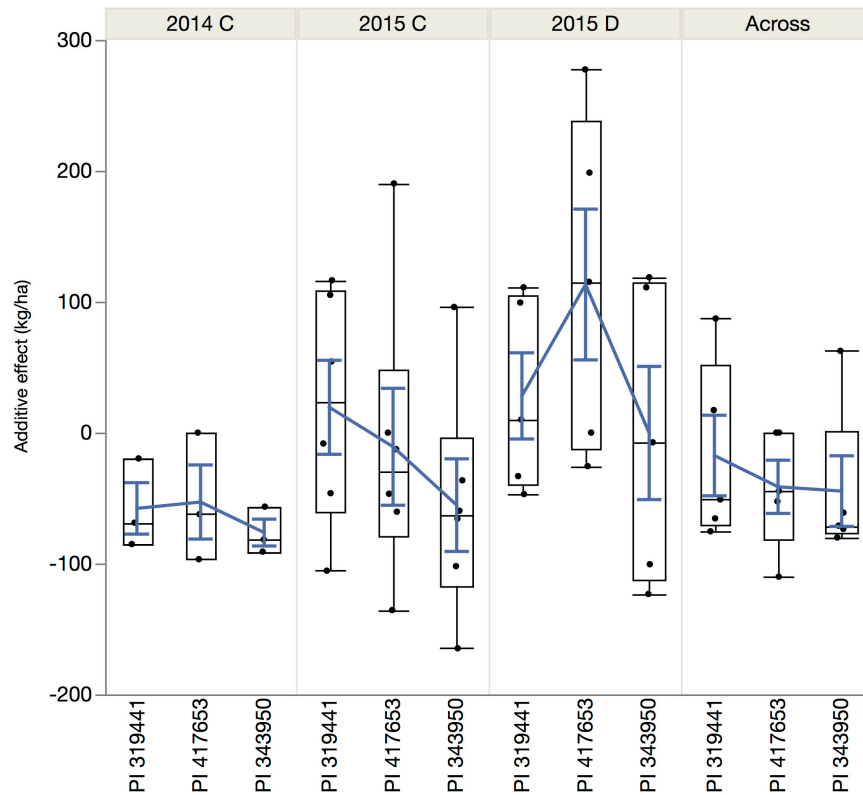 2014 C 2015 C 2015 D Across
Additive effect (kg/ha)
300
200
100
0
-100
-200
PI 319441
PI 417653
PI 343950
PI 319441
PI 417653
PI 343950
PI 319441
PI 417653
PI 343950
PI 319441
PI 417653
PI 343950